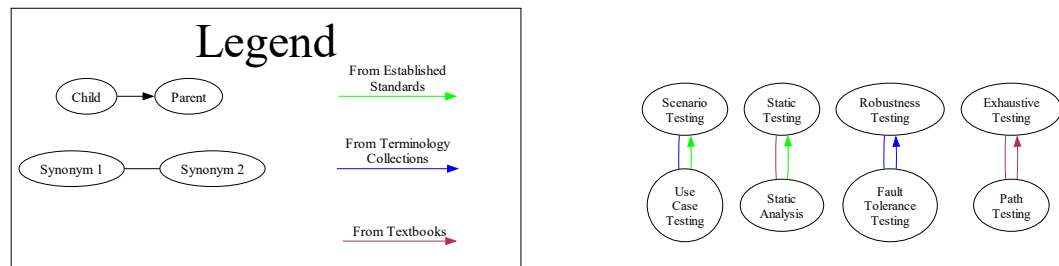 Legend
Child
Parent
From Established
Standards
Synonym 1
Synonym 2
From Terminology
Collections
From Textbooks
Scenario
Testing
Static
Testing
Robustness
Testing
Exhaustive
Testing
Use
Case
Testing
Static
Analysis
Fault
Tolerance
Testing
Path
Testing